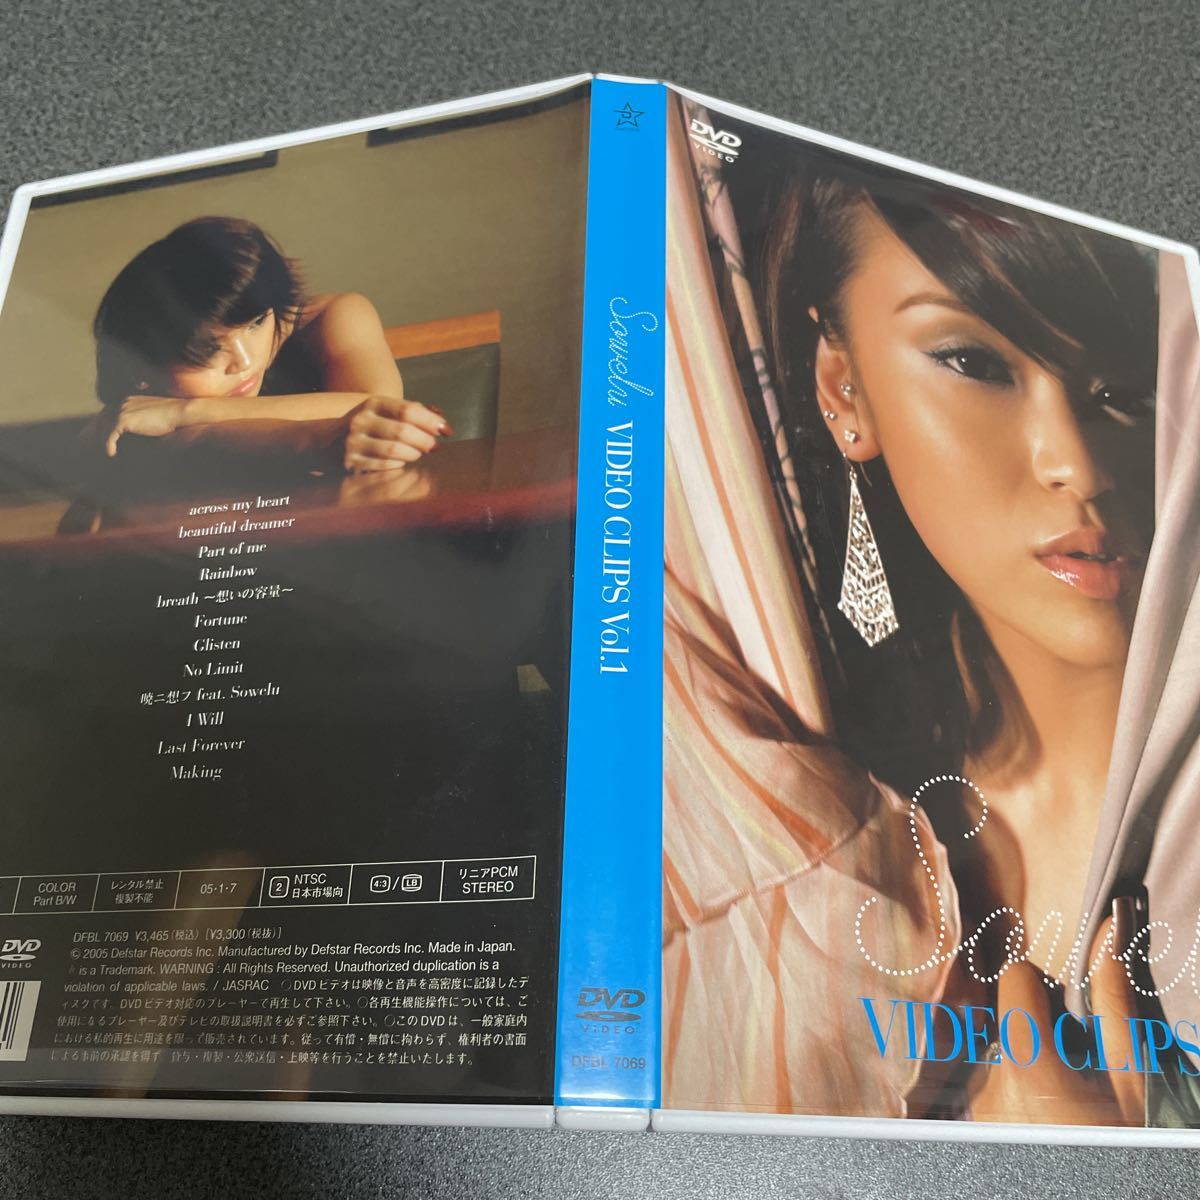 across my heart
beautiful dreamer
Part of me
Rainbow
breath ～想いの容量～
Fortune
Glisten
No Limit
暁ニ想フ feat. Sowelu
I Will
Last Forever
Making
COLOR
Part B/W
レンタル禁止
複製不能
05・1・7
2
NTSC
日本市場向
4:3 / LB
リニアPCM
STEREO
DVD
VIDEO
DFBL 7069 ¥3,465（税込）[¥3,300（税抜）]
Ⓒ 2005 Defstar Records Inc. Manufactured by Defstar Records Inc. Made in Japan.
is a Trademark. WARNING : All Rights Reserved. Unauthorized duplication is a
violation of applicable laws. / JASRAC ○DVDビデオは映像と音声を高密度に記録したデ
ィスクです。DVDビデオ対応のプレーヤーで再生して下さい。○各再生機能操作については、ご
使用になるプレーヤー及びテレビの取扱説明書を必ずご参照下さい。○このDVDは、一般家庭内
における私的再生に用途を限って販売されています。従って有償・無償に拘わらず、権利者の書面
による事前の承諾を得ず、貸与・複製・公衆送信・上映等を行うことを禁止いたします。
Sowelu VIDEO CLIPS Vol.1
DVD
VIDEO
DFBL 7069
DVD
VIDEO
Sowel
VIDEO CLIPS